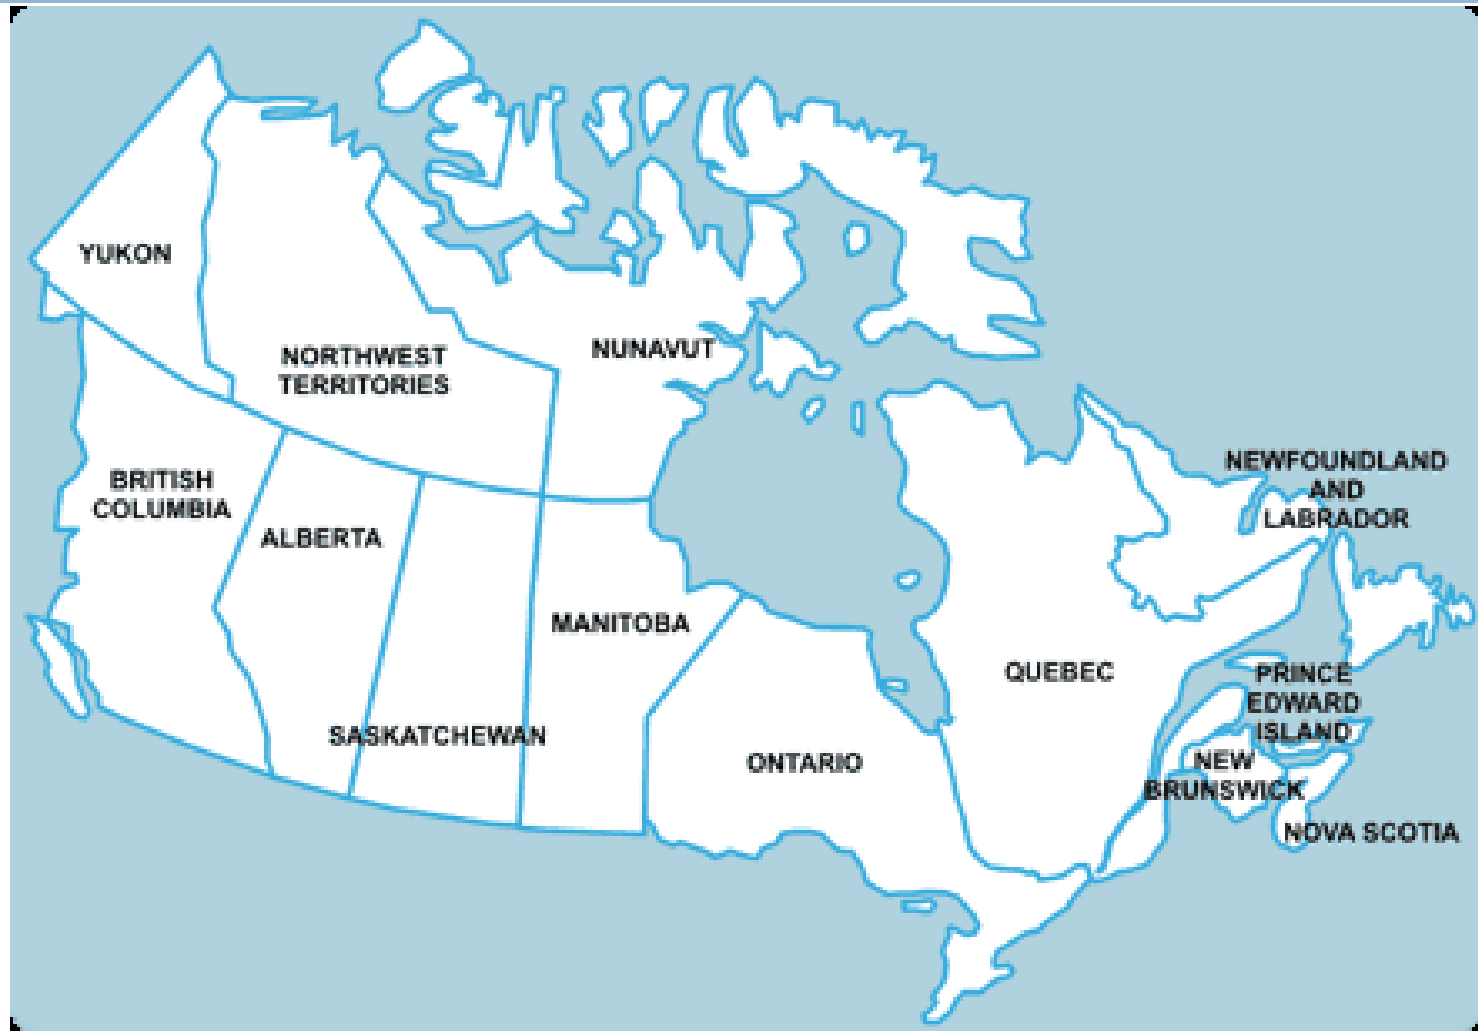 YUKON
NORTHWEST
TERRITORIES
NUNAVUT
BRITISH
COLUMBIA
ALBERTA
SASKATCHEWAN
MANITOBA
ONTARIO
QUEBEC
NEWFOUNDLAND
AND
LABRADOR
PRINCE
EDWARD
ISLAND
NEW
BRUNSWICK
NOVA SCOTIA